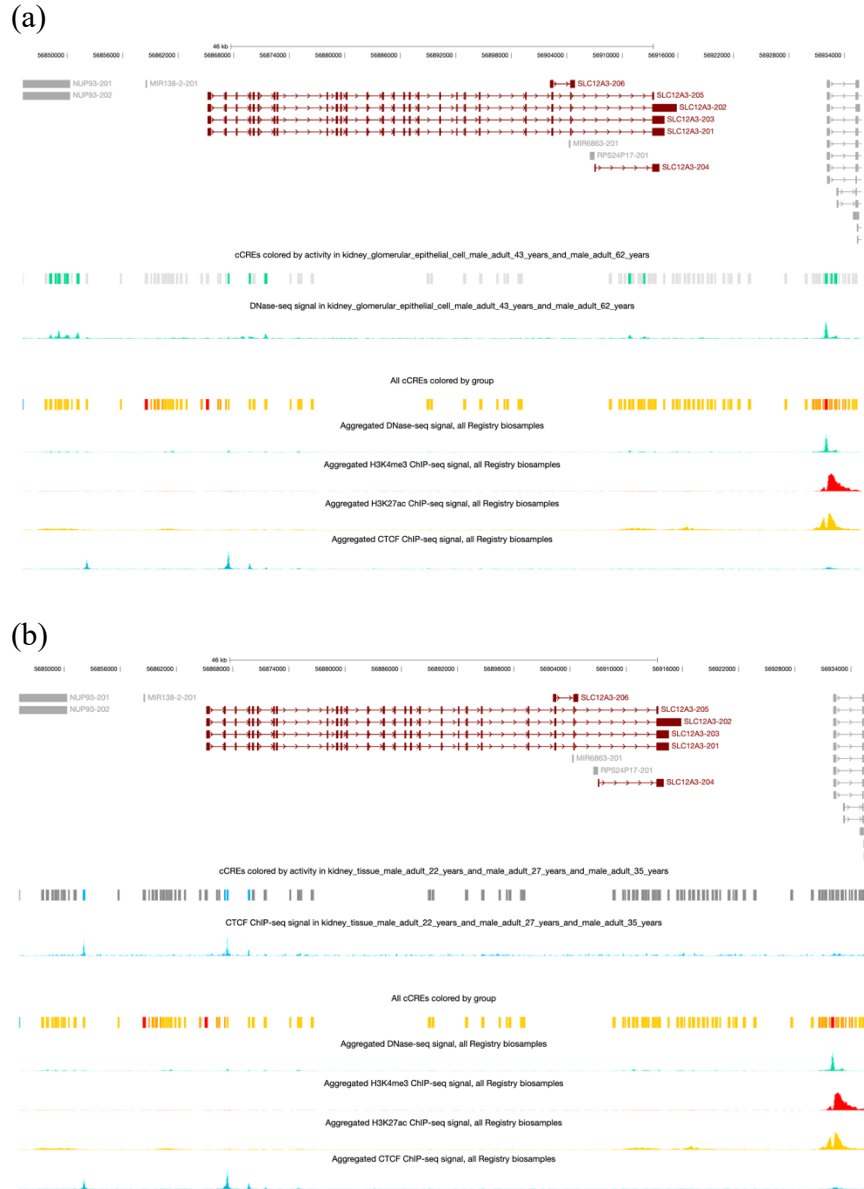 (a)
46 kb
56850000 56856000 56862000 56868000 56874000 56880000 56886000 56892000 56898000 56904000 56910000 56916000 56922000 56928000 56934000
NUP93-201 MIR138-2-201 SLC12A3-206
NUP93-202 SLC12A3-205
SLC12A3-202
SLC12A3-203
SLC12A3-201
MIR6863-201
RPS24P17-201
SLC12A3-204
cCREs colored by activity in kidney_glomerular_epithelial_cell_male_adult_43_years_and_male_adult_62_years
DNase-seq signal in kidney_glomerular_epithelial_cell_male_adult_43_years_and_male_adult_62_years
All cCREs colored by group
Aggregated DNase-seq signal, all Registry biosamples
Aggregated H3K4me3 ChIP-seq signal, all Registry biosamples
Aggregated H3K27ac ChIP-seq signal, all Registry biosamples
Aggregated CTCF ChIP-seq signal, all Registry biosamples
(b)
46 kb
56850000 56856000 56862000 56868000 56874000 56880000 56886000 56892000 56898000 56904000 56910000 56916000 56922000 56928000 56934000
NUP93-201 MIR138-2-201 SLC12A3-206
NUP93-202 SLC12A3-205
SLC12A3-202
SLC12A3-203
SLC12A3-201
MIR6863-201
RPS24P17-201
SLC12A3-204
cCREs colored by activity in kidney_tissue_male_adult_22_years_and_male_adult_27_years_and_male_adult_35_years
CTCF ChIP-seq signal in kidney_tissue_male_adult_22_years_and_male_adult_27_years_and_male_adult_35_years
All cCREs colored by group
Aggregated DNase-seq signal, all Registry biosamples
Aggregated H3K4me3 ChIP-seq signal, all Registry biosamples
Aggregated H3K27ac ChIP-seq signal, all Registry biosamples
Aggregated CTCF ChIP-seq signal, all Registry biosamples